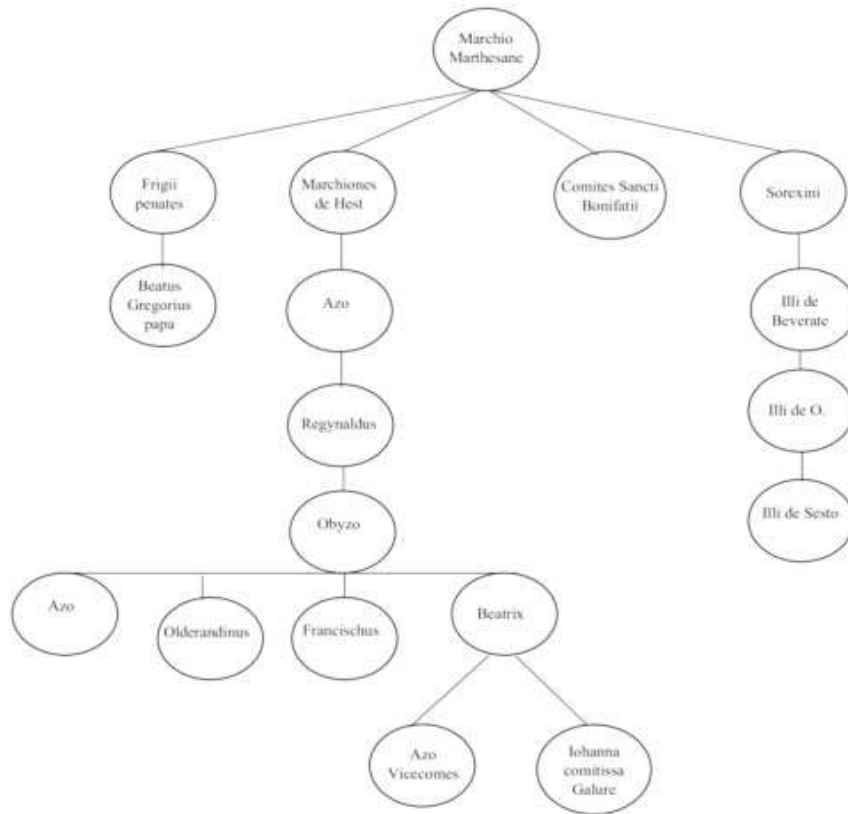 Marchio
Marthesane
Frigii
penates
Marchiones
de Hest
Comites Sancti
Bonifatii
Sorexini
Beatus
Gregorius
papa
Azo
Illi de
Beverate
Regynaldus
Illi de O.
Obyzo
Illi de Sesto
Azo
Olderandinus
Francischus
Beatrix
Azo
Vicecomes
Iohanna
comitissa
Galure